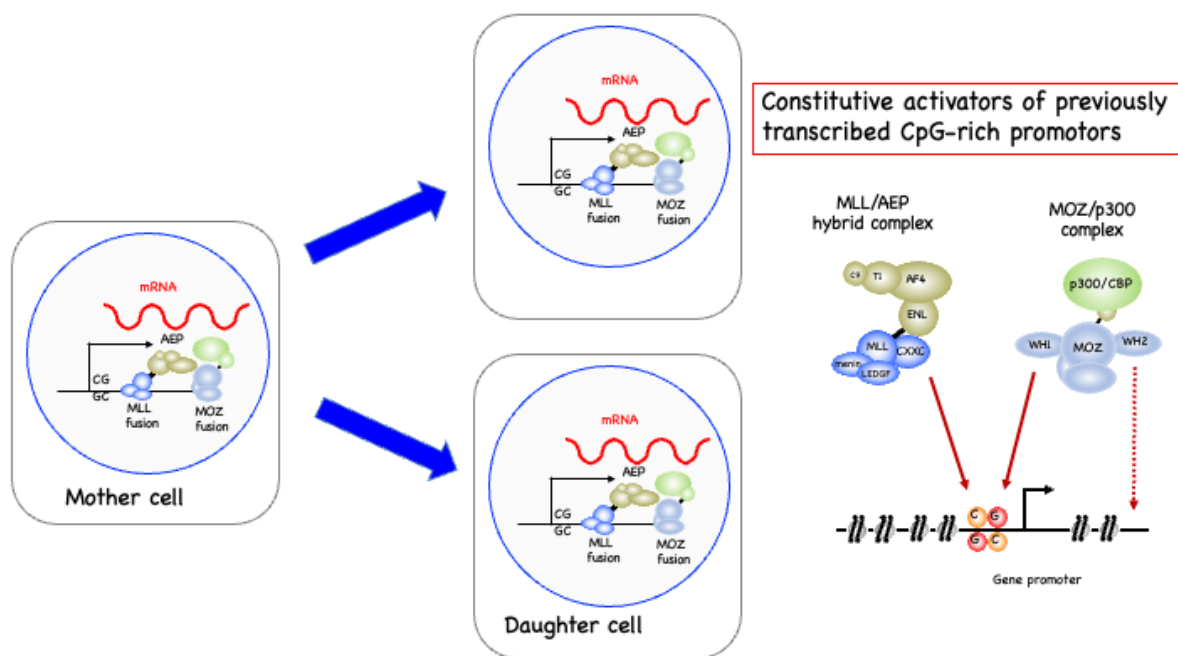 mRNA
AEP
CG
GC
MLL
fusion
MOZ
fusion
Mother cell
mRNA
AEP
CG
GC
MLL
fusion
MOZ
fusion
mRNA
AEP
CG
GC
MLL
fusion
MOZ
fusion
Daughter cell
Constitutive activators of previously
transcribed CpG-rich promotors
MLL/AEP
hybrid complex
MOZ/p300
complex
C9
T1
AF4
ENL
MLL
CXXC
menin
LEDGF
p300/CBP
WH1
MOZ
WH2
C G
G C
Gene promoter